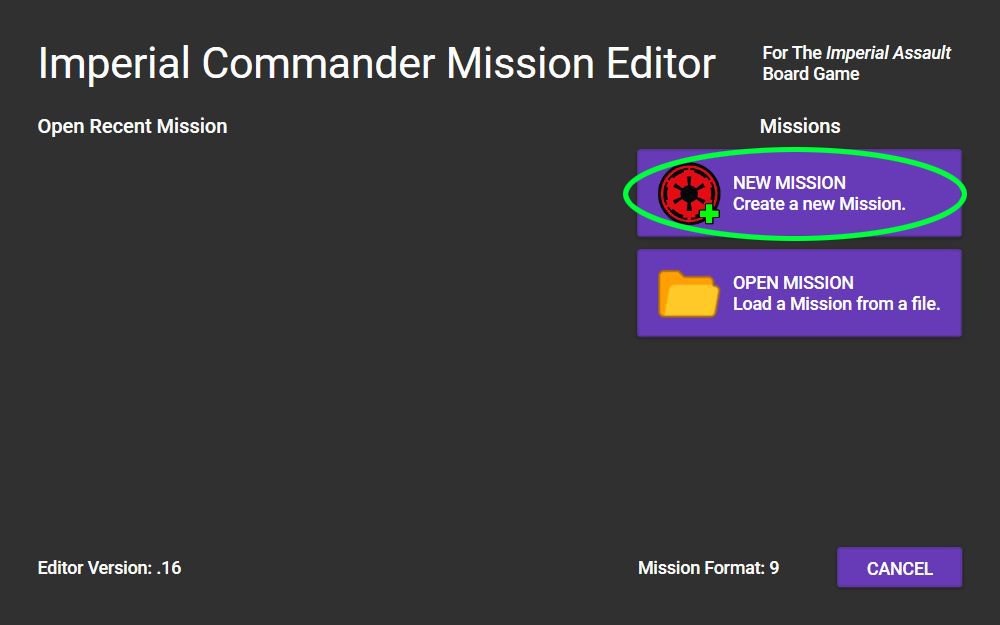 Imperial Commander Mission Editor
For The Imperial Assault
Board Game
Open Recent Mission
Missions
NEW MISSION
Create a new Mission.
OPEN MISSION
Load a Mission from a file.
Editor Version: .16
Mission Format: 9
CANCEL